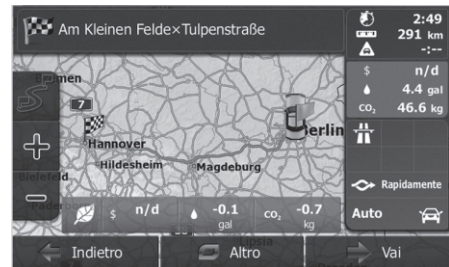 Am Kleinen Felde×Tulpenstraße
2:49
291 km
-:--
$ n/d
4.4 gal
CO₂ 46.6 kg
7
Hannover
Hildesheim
Magdeburg
Berlin
Rapidamente
Auto
$ n/d
-0.1 gal
CO₂ -0.7 kg
Indietro
Altro
Vai